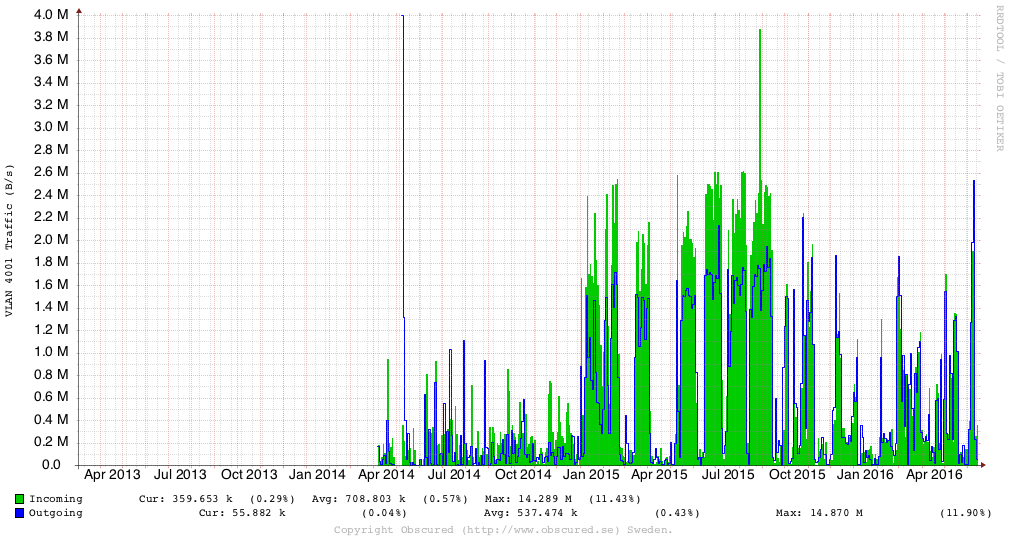 RRDTOOL / TOBI OETIKER
VLAN 4001 Traffic (B/s)
4.0 M
3.8 M
3.6 M
3.4 M
3.2 M
3.0 M
2.8 M
2.6 M
2.4 M
2.2 M
2.0 M
1.8 M
1.6 M
1.4 M
1.2 M
1.0 M
0.8 M
0.6 M
0.4 M
0.2 M
0.0
Apr 2013 Jul 2013 Oct 2013 Jan 2014 Apr 2014 Jul 2014 Oct 2014 Jan 2015 Apr 2015 Jul 2015 Oct 2015 Jan 2016 Apr 2016
Incoming Cur: 359.653 k (0.29%) Avg: 708.803 k (0.57%) Max: 14.289 M (11.43%)
Outgoing Cur: 55.882 k (0.04%) Avg: 537.474 k (0.43%) Max: 14.870 M (11.90%)
Copyright Obscured (http://www.obscured.se) Sweden.